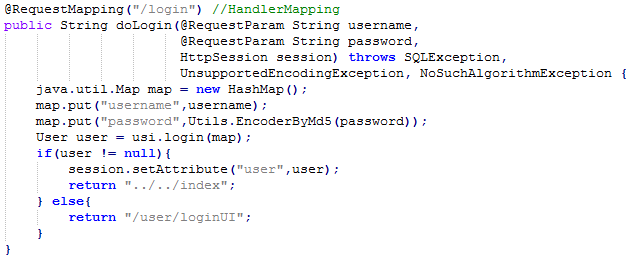 @RequestMapping("/login") //HandlerMapping
public String doLogin(@RequestParam String username,
                      @RequestParam String password,
                      HttpSession session) throws SQLException,
                      UnsupportedEncodingException, NoSuchAlgorithmException {
    java.util.Map map = new HashMap();
    map.put("username",username);
    map.put("password",Utils.EncoderByMd5(password));
    User user = usi.login(map);
    if(user != null){
        session.setAttribute("user",user);
        return "../../index";
    } else{
        return "/user/loginUI";
    }
}